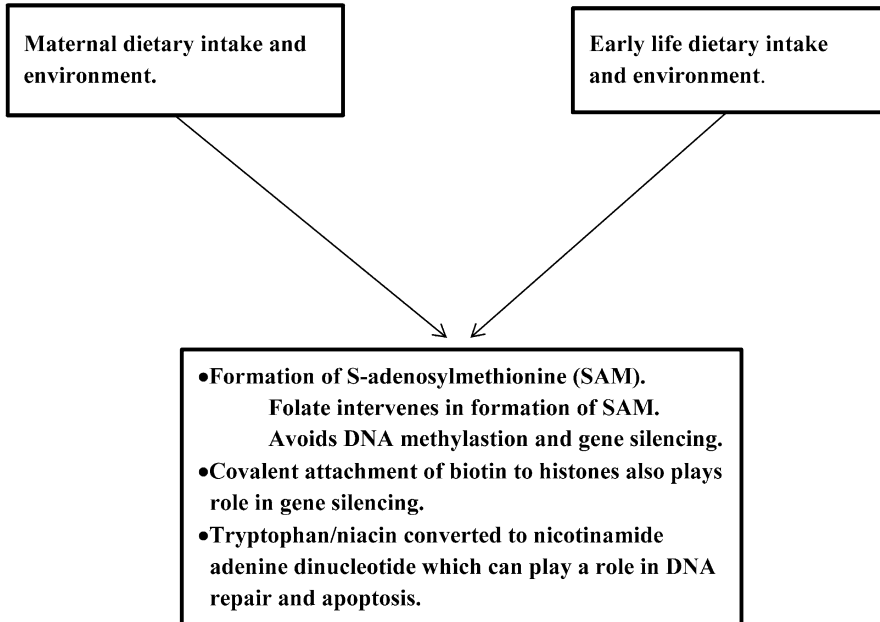 Maternal dietary intake and
environment.
Early life dietary intake
and environment.
•Formation of S-adenosylmethionine (SAM).
Folate intervenes in formation of SAM.
Avoids DNA methylastion and gene silencing.
•Covalent attachment of biotin to histones also plays
role in gene silencing.
•Tryptophan/niacin converted to nicotinamide
adenine dinucleotide which can play a role in DNA
repair and apoptosis.